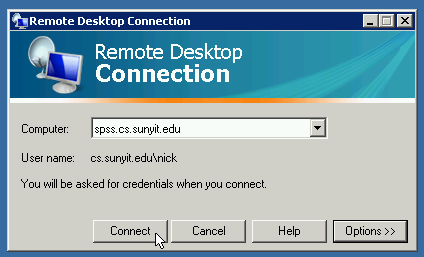 Remote Desktop Connection
Remote Desktop
Connection
Computer: spss.cs.sunyit.edu
User name: cs.sunyit.edu\nick
You will be asked for credentials when you connect.
Connect Cancel Help Options >>